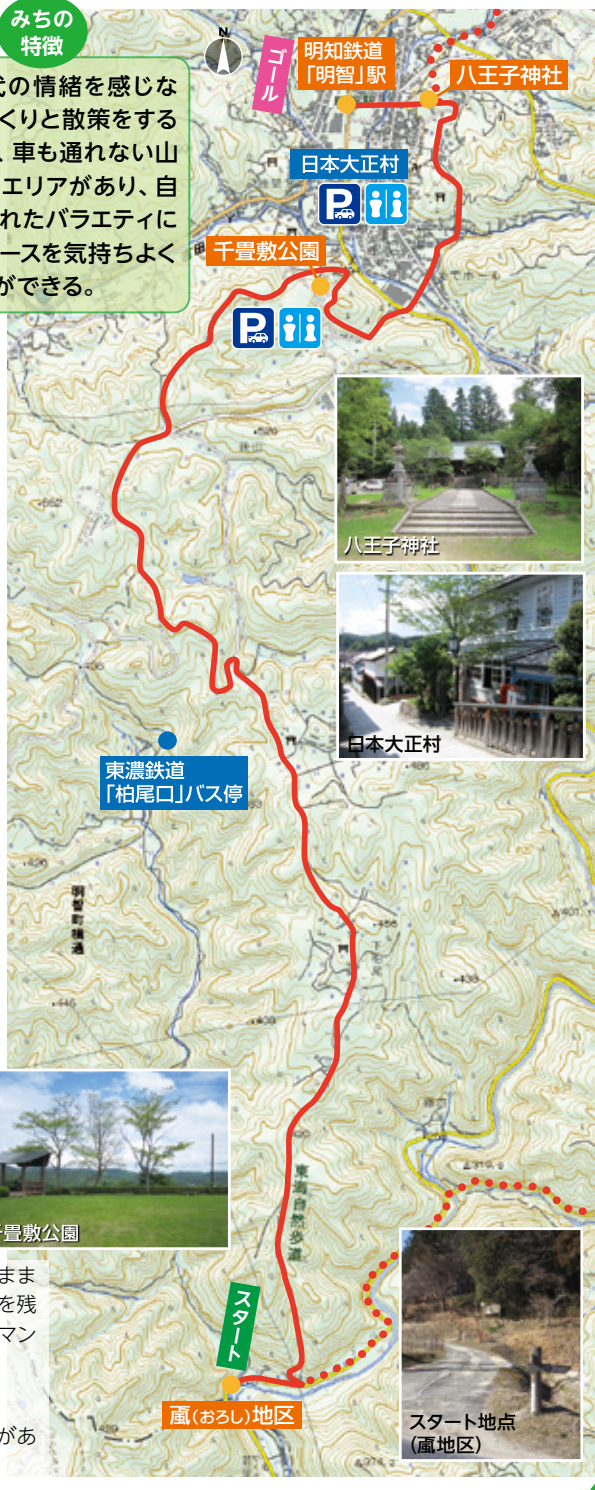 みちの
特徴
代の情緒を感じな
くりと散策をする
、車も通れない山
エリアがあり、自
れたバラエティに
ースを気持ちよく
ができる。
N
ゴール
明知鉄道
「明智」駅
八王子神社
日本大正村
P
千畳敷公園
P
八王子神社
日本大正村
東濃鉄道
「柏尾口」バス停
明智町横通
千畳敷公園
東海自然歩道
まま
を残
マン
があ
スタート
嵐(おろし)地区
スタート地点
(嵐地区)